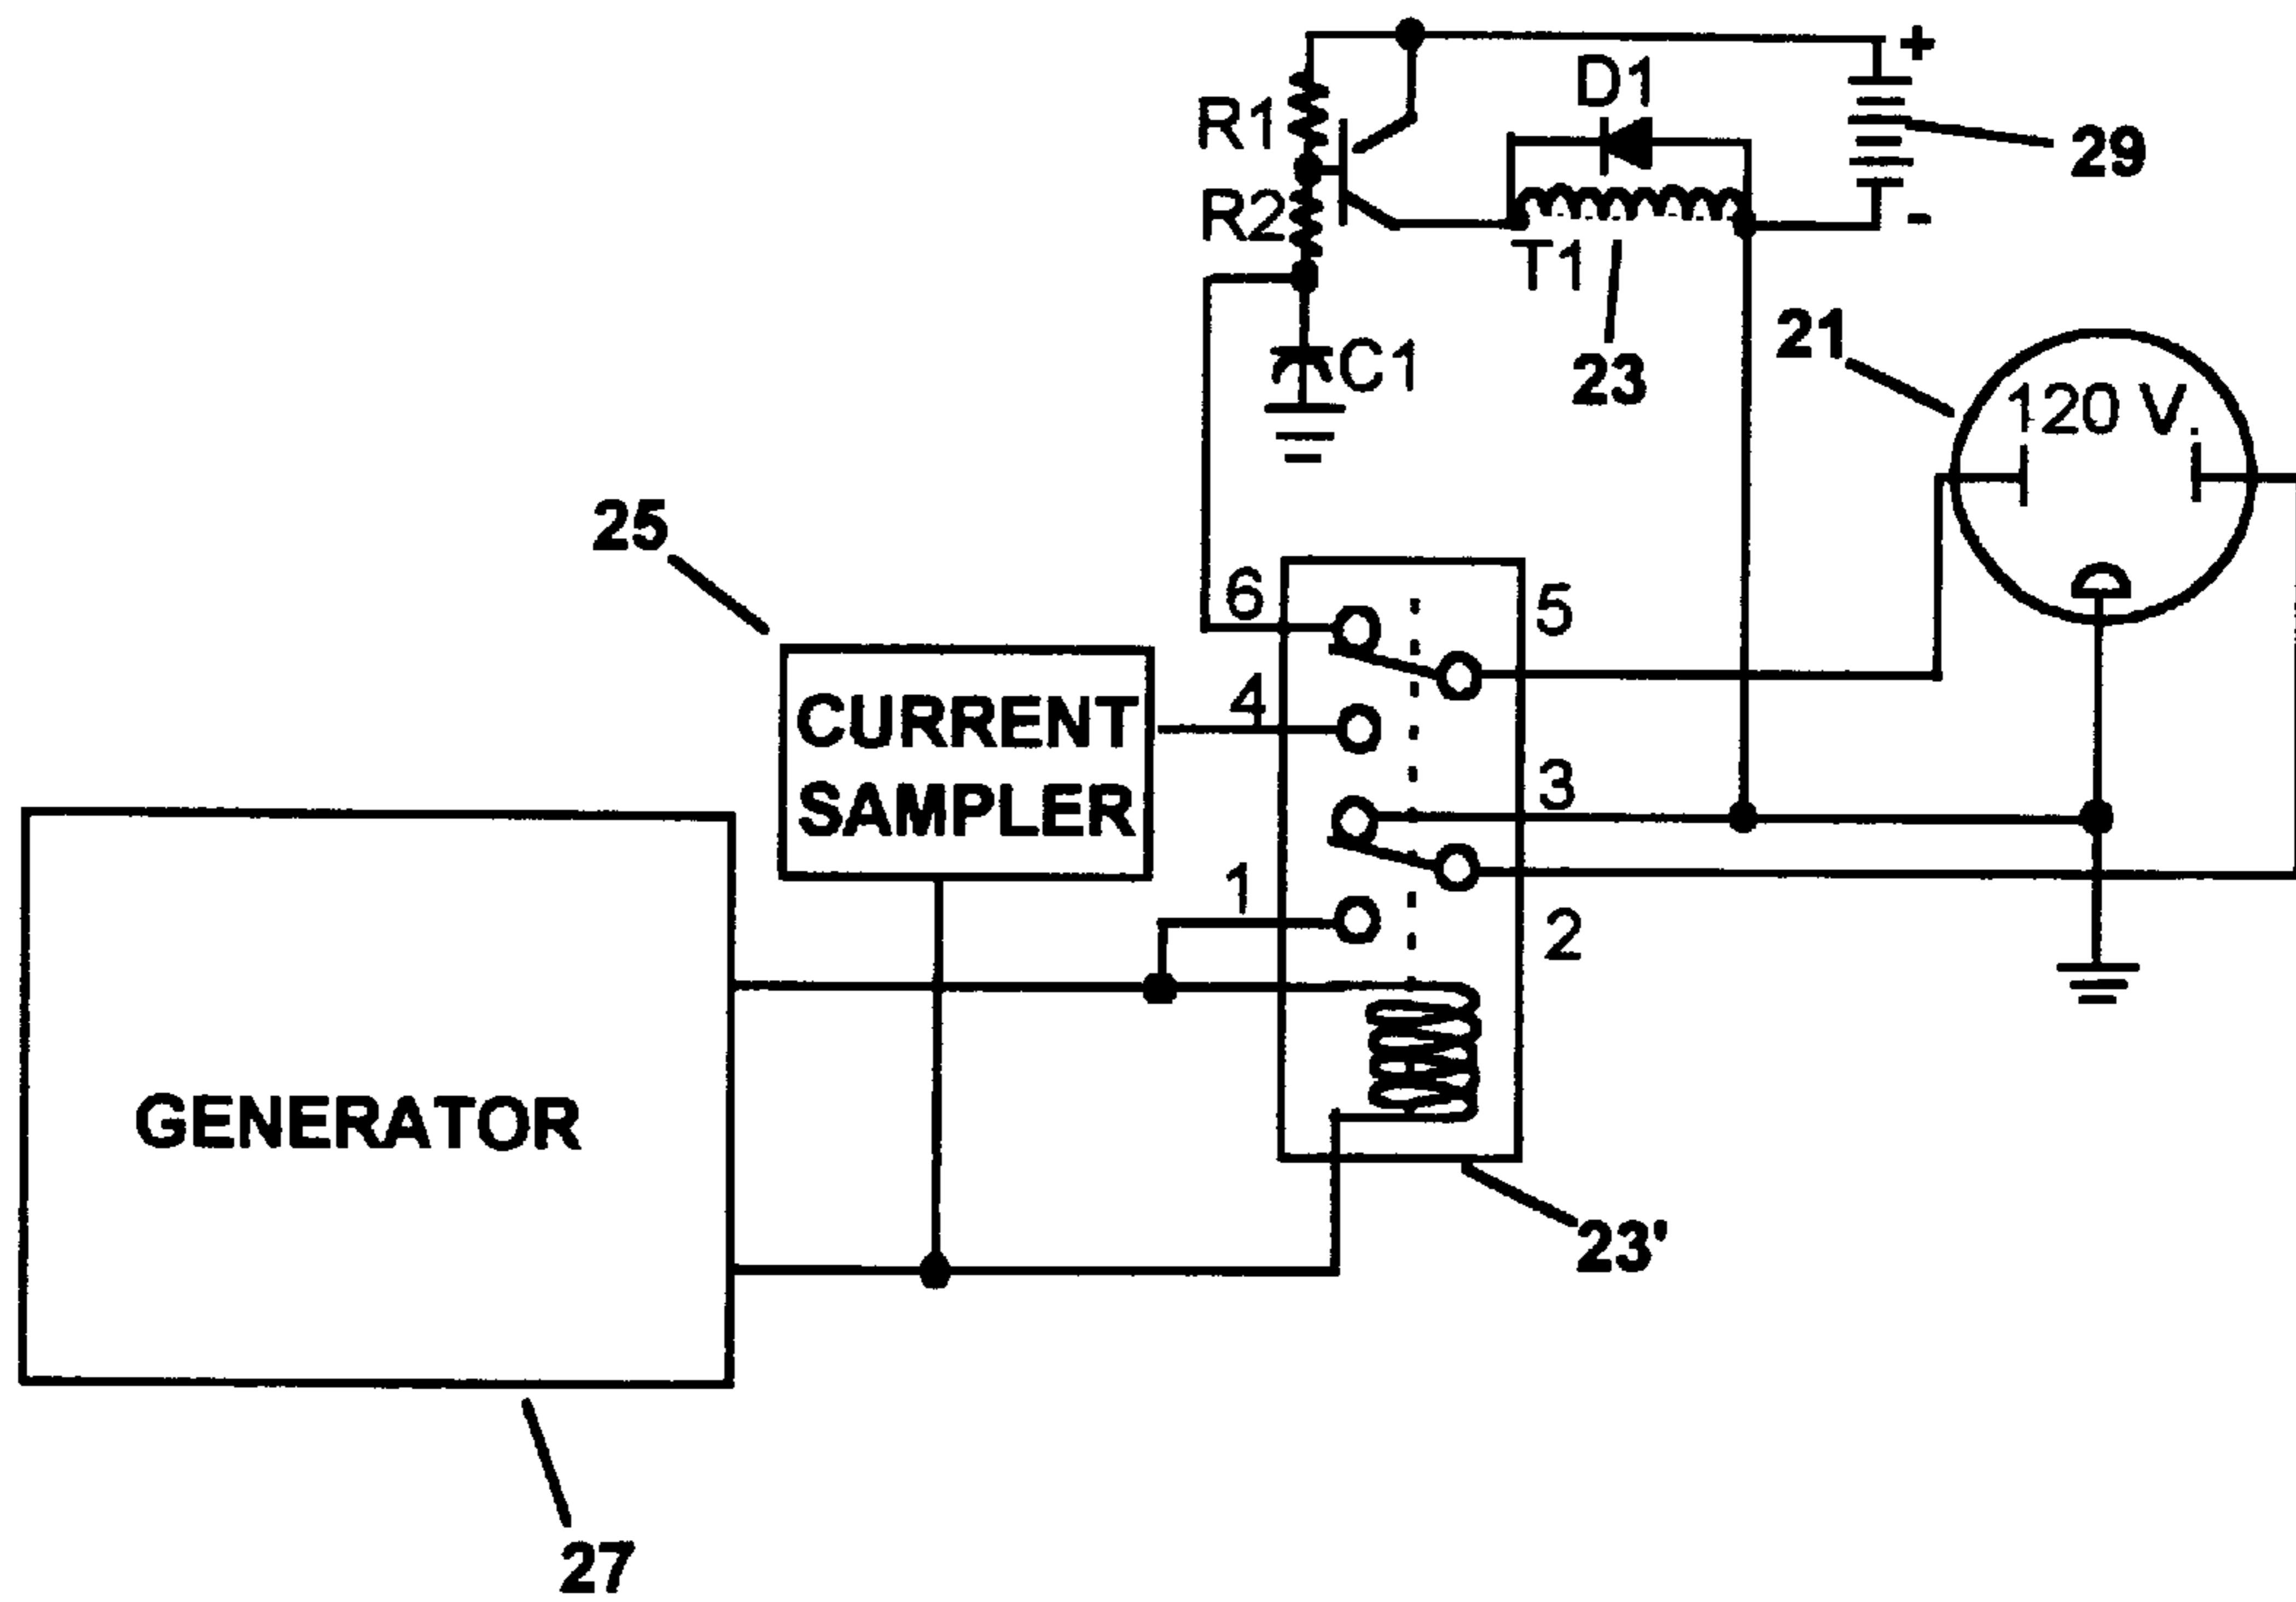 +
D1
R1
29
R2
-
T1
21
C1
23
120 V.
25
6
5
4
CURRENT
SAMPLER
3
1
2
GENERATOR
23'
27